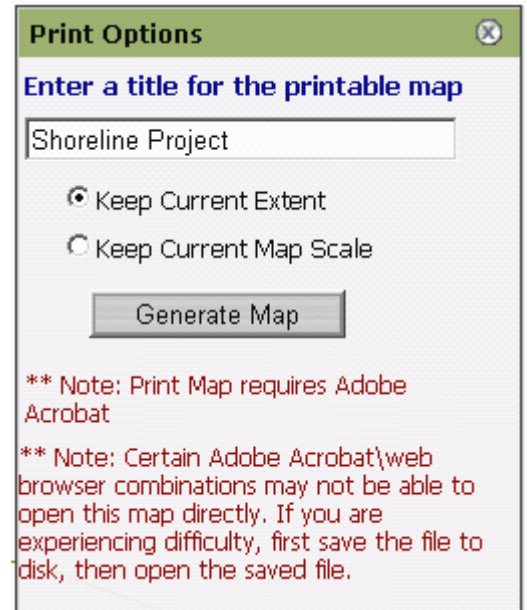 Print Options
Enter a title for the printable map
Shoreline Project
Keep Current Extent
Keep Current Map Scale
Generate Map
** Note: Print Map requires Adobe
Acrobat
** Note: Certain Adobe Acrobat\web
browser combinations may not be able to
open this map directly. If you are
experiencing difficulty, first save the file to
disk, then open the saved file.